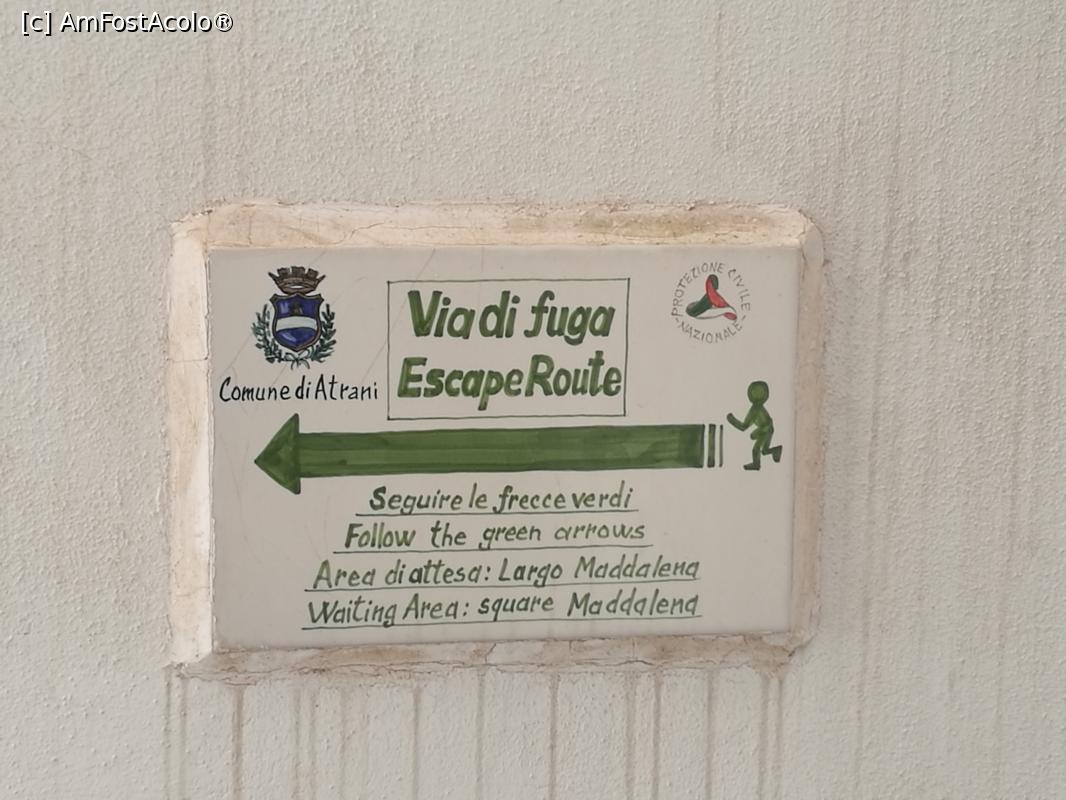 [c] AmFostAcolo®
Via di fuga
Escape Route
Comune di Atrani
PROTEZIONE CIVILE
- NAZIONALE -
Seguire le frecce verdi
Follow the green arrows
Area di attesa: Largo Maddalena
Waiting Area: square Maddalena